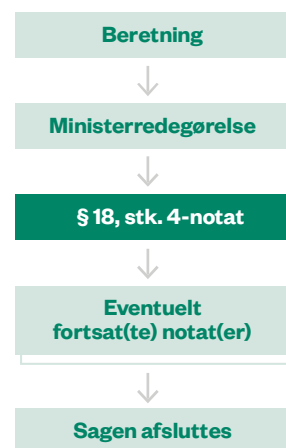 Beretning
Ministerredegørelse
§ 18, stk. 4-notat
Eventuelt
fortsat(te) notat(er)
Sagen afsluttes